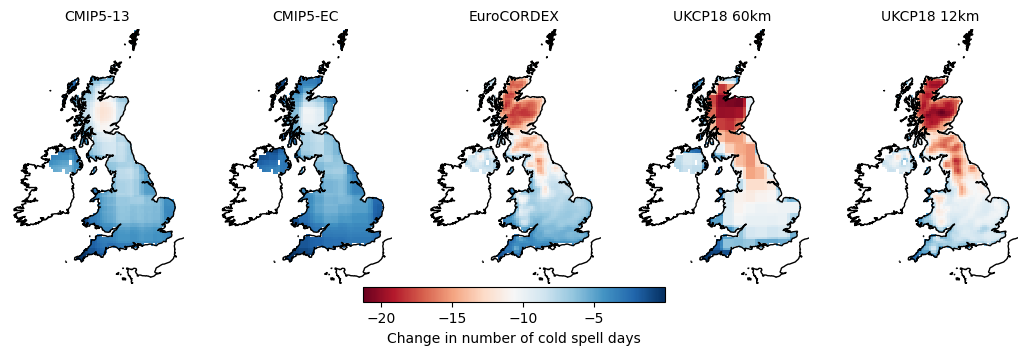 CMIP5-13 CMIP5-EC EuroCORDEX UKCP18 60km UKCP18 12km
−20 −15 −10 −5
Change in number of cold spell days